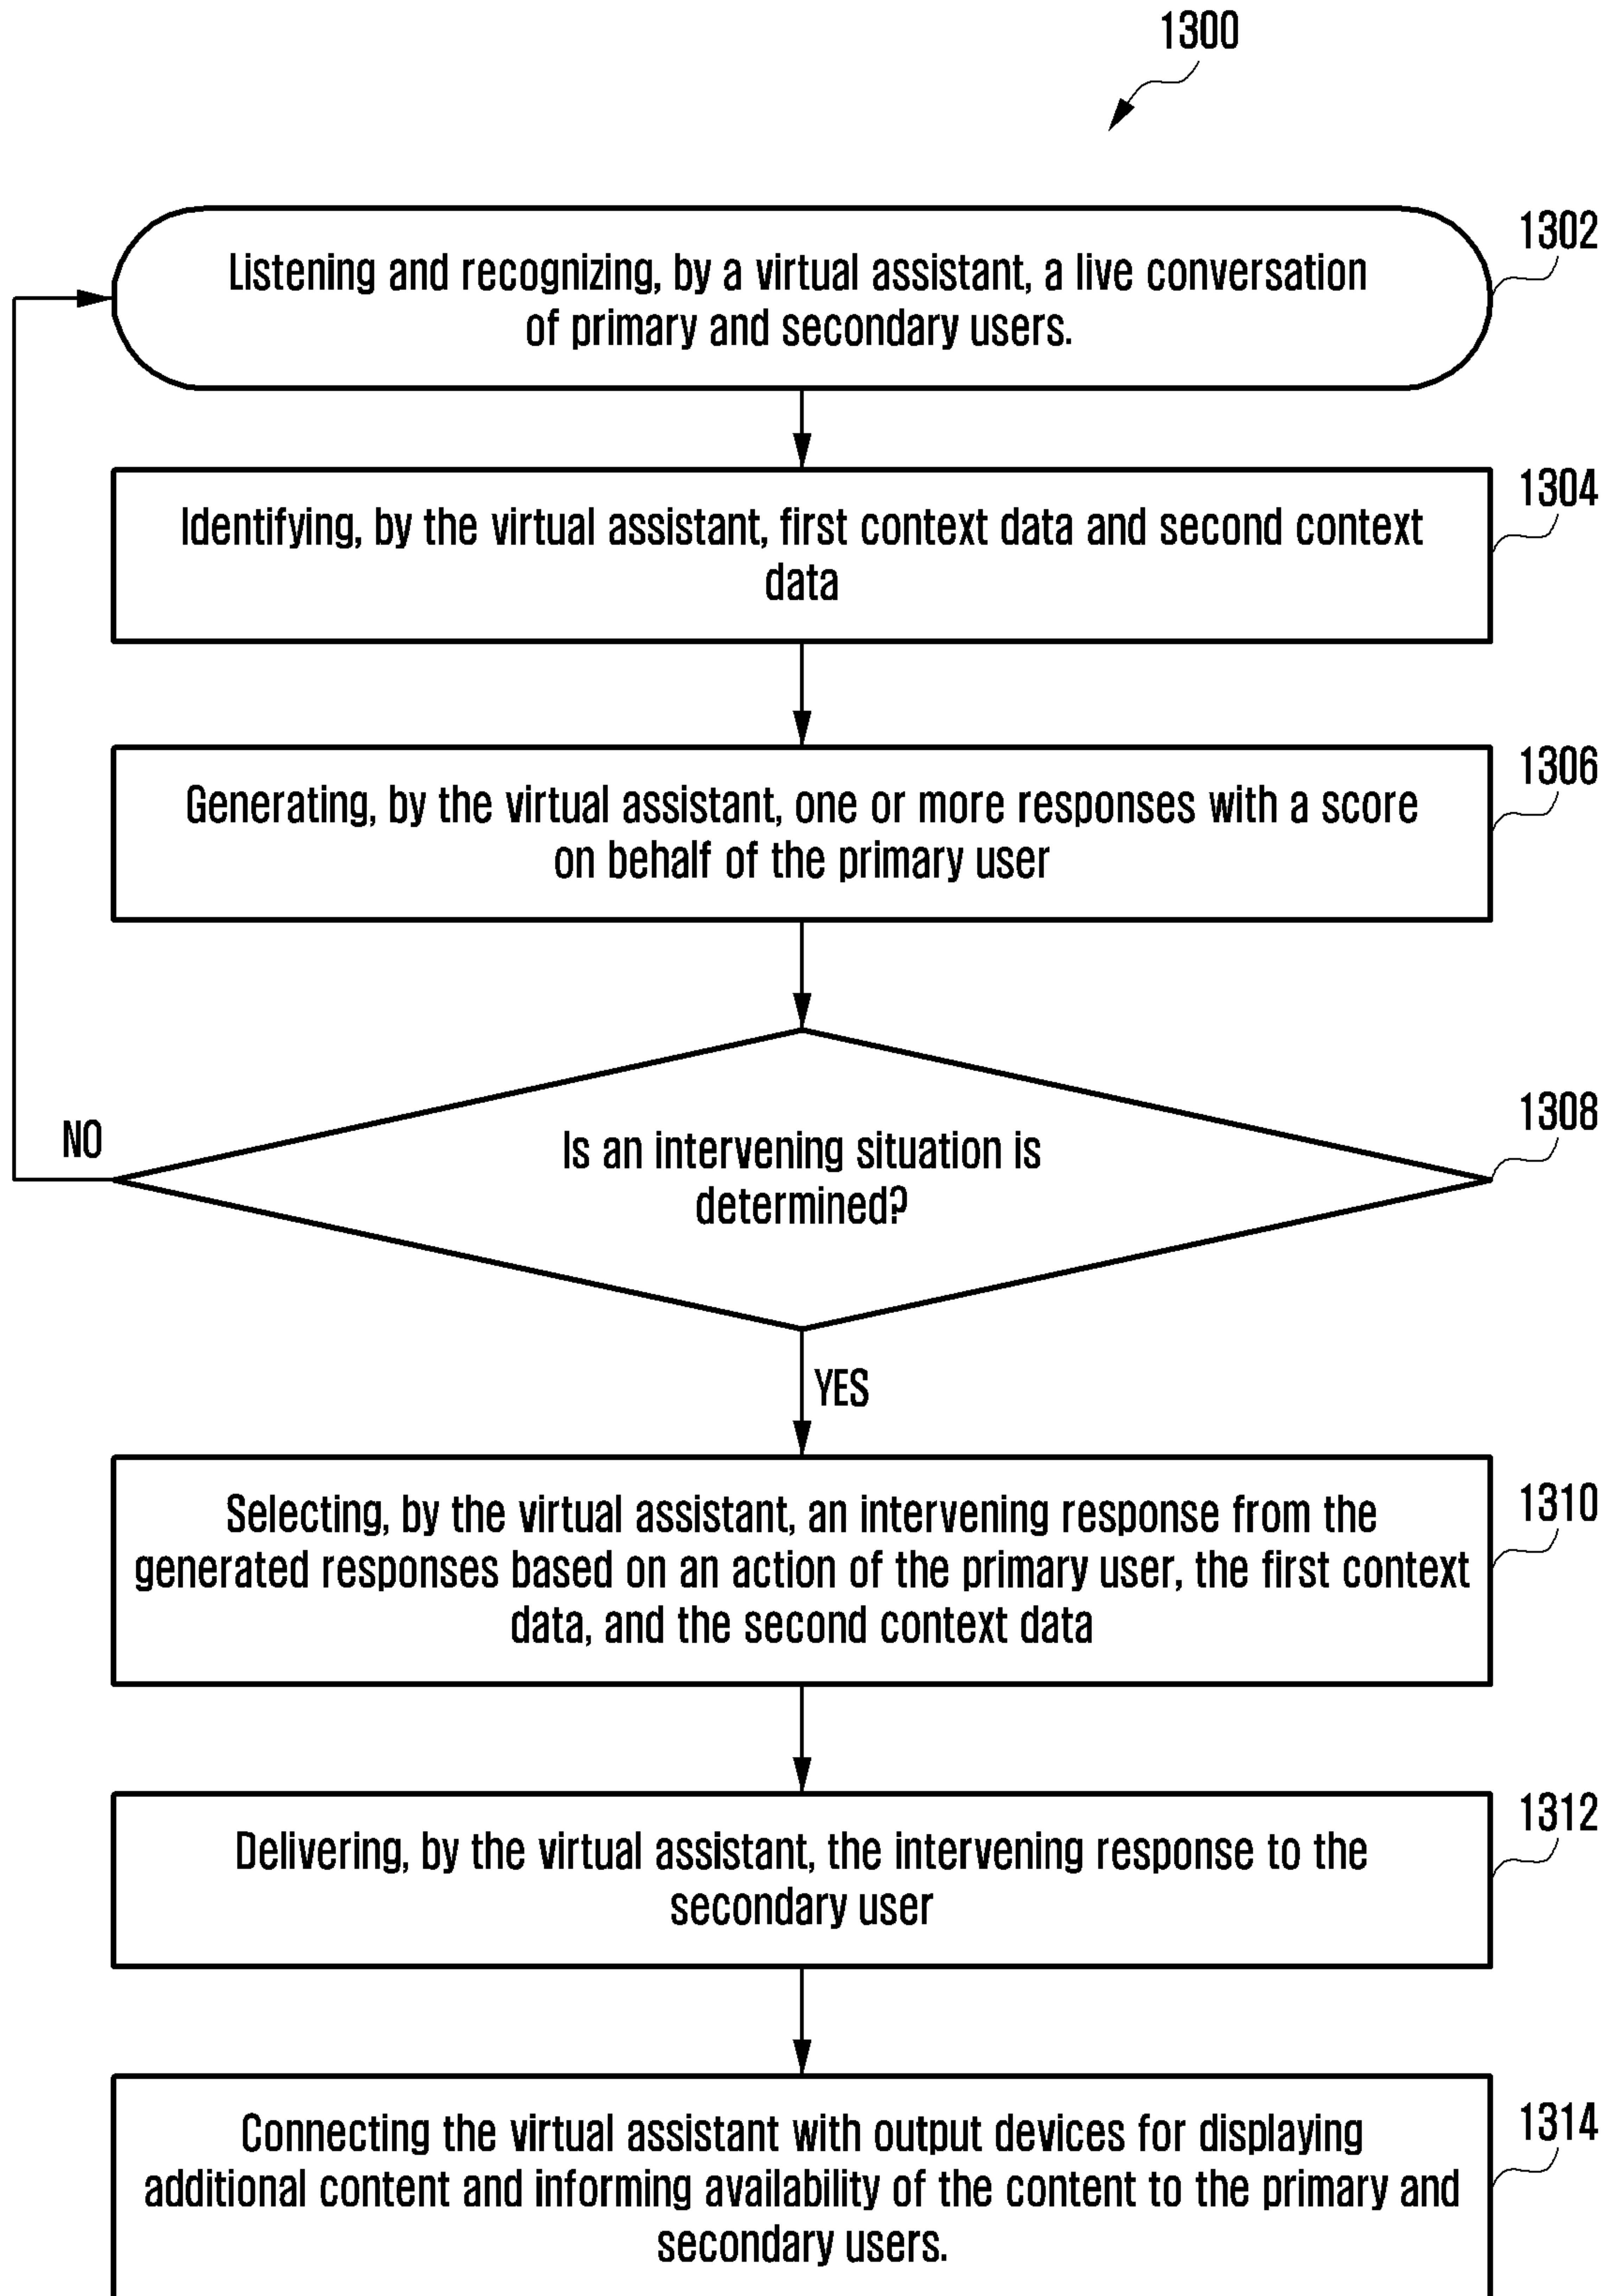 1300
1302
Listening and recognizing, by a virtual assistant, a live conversation
of primary and secondary users.
1304
Identifying, by the virtual assistant, first context data and second context
data
1306
Generating, by the virtual assistant, one or more responses with a score
on behalf of the primary user
1308
NO
Is an intervening situation is
determined?
YES
1310
Selecting, by the virtual assistant, an intervening response from the
generated responses based on an action of the primary user, the first context
data, and the second context data
1312
Delivering, by the virtual assistant, the intervening response to the
secondary user
1314
Connecting the virtual assistant with output devices for displaying
additional content and informing availability of the content to the primary and
secondary users.